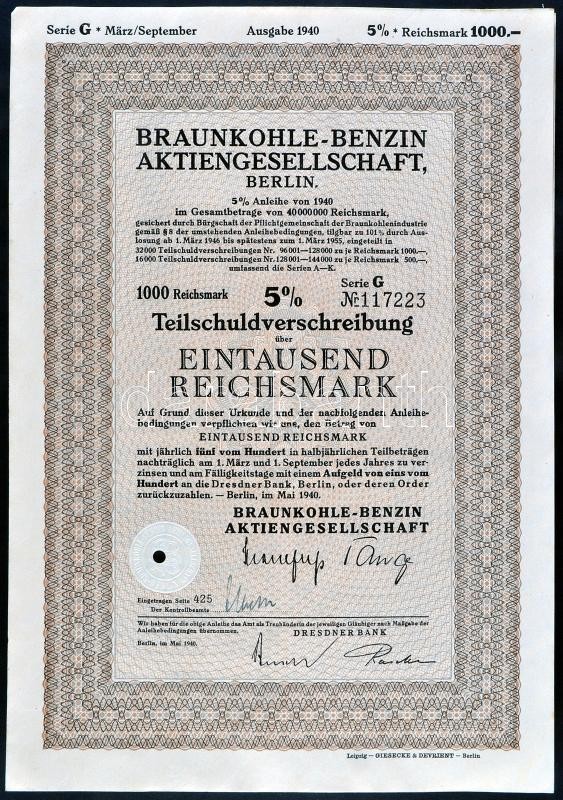 Serie G * März/September Ausgabe 1940 5% * Reichsmark 1000.–
BRAUNKOHLE-BENZIN
AKTIENGESELLSCHAFT,
BERLIN.
5% Anleihe von 1940
im Gesamtbetrage von 40000000 Reichsmark,
gesichert durch Bürgschaft der Pflichtgemeinschaft der Braunkohlenindustrie
gemäß § 8 der umstehenden Anleihebedingungen, tilgbar zu 101% durch Aus-
losung ab 1. März 1946 bis spätestens zum 1. März 1955, eingeteilt in
32000 Teilschuldverschreibungen Nr. 96001–128000 zu je Reichsmark 1000.–,
16000 Teilschuldverschreibungen Nr. 128001–144000 zu je Reichsmark 500,–,
umfassend die Serien A–K.
Serie G
1000 Reichsmark 5% №: 117223
Teilschuldverschreibung
über
EINTAUSEND
REICHSMARK
Auf Grund dieser Urkunde und der nachfolgenden Anleihe-
bedingungen verpflichten wir uns, den Betrag von
EINTAUSEND REICHSMARK
mit jährlich fünf vom Hundert in halbjährlichen Teilbeträgen
nachträglich am 1. März und 1. September jedes Jahres zu ver-
zinsen und am Fälligkeitstage mit einem Aufgeld von eins vom
Hundert an die Dresdner Bank, Berlin, oder deren Order
zurückzuzahlen. – Berlin, im Mai 1940.
BRAUNKOHLE-BENZIN
AKTIENGESELLSCHAFT
Eingetragen Seite 425
Der Kontrollbeamte
Wir haben für die obige Anleihe das Amt als Treuhänderin der jeweiligen Gläubiger nach Maßgabe der
Anleihebedingungen übernommen.
DRESDNER BANK
Berlin, im Mai 1940.
Leipzig – GIESECKE & DEVRIENT – Berlin